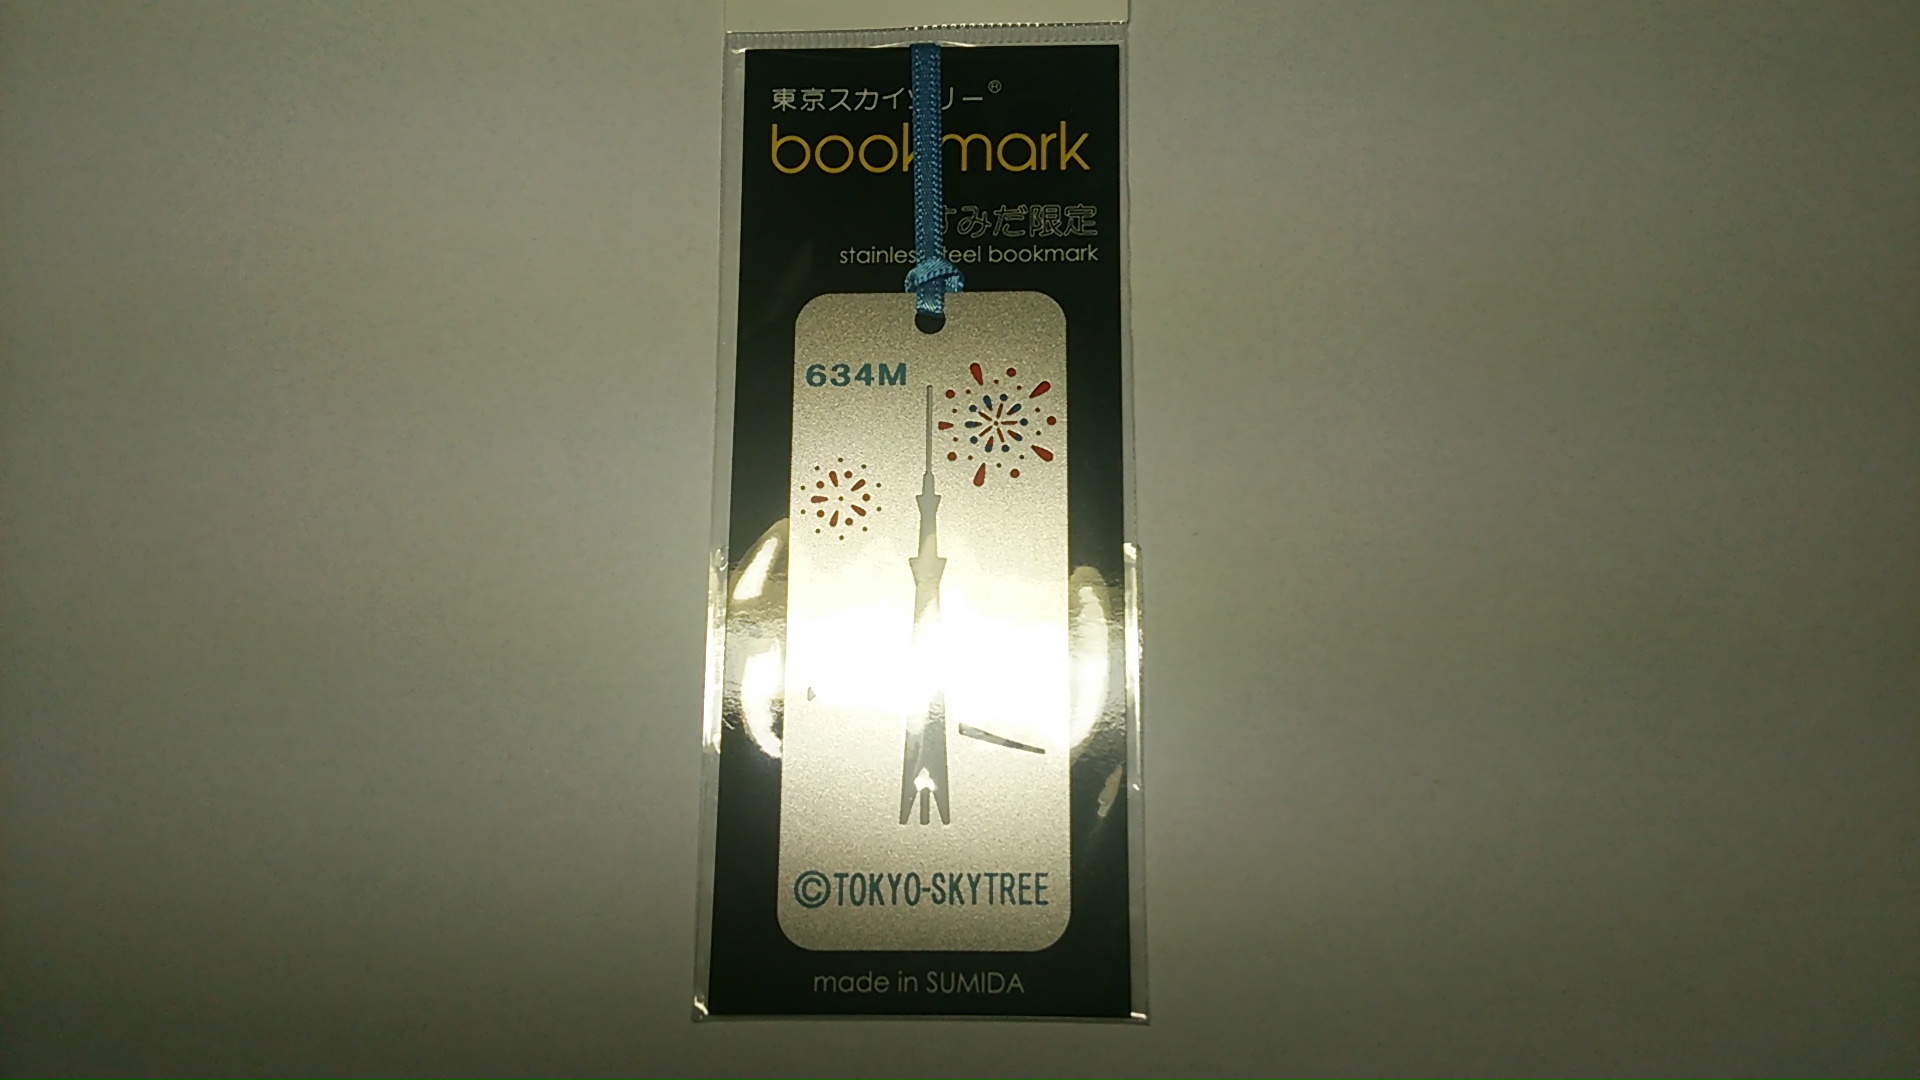 東京スカイツリー®
bookmark
すみだ限定
stainless steel bookmark
634M
©TOKYO-SKYTREE
made in SUMIDA